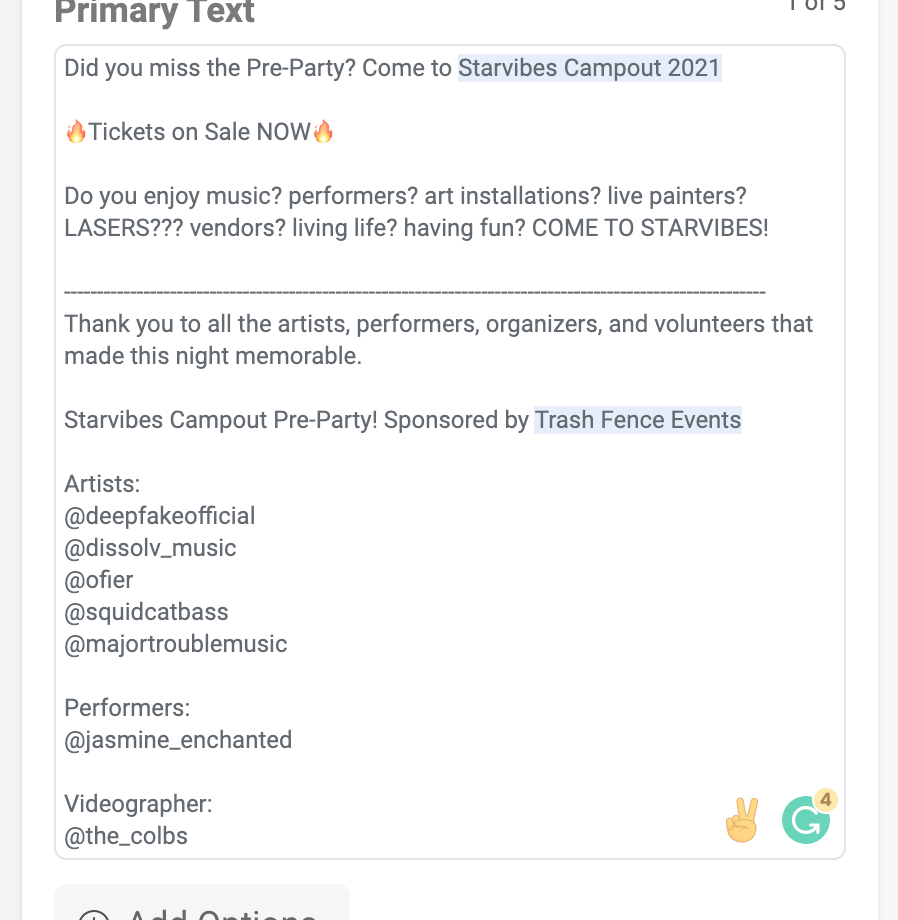 Primary Text
1 of 5
Did you miss the Pre-Party? Come to Starvibes Campout 2021
🔥Tickets on Sale NOW🔥
Do you enjoy music? performers? art installations? live painters?
LASERS??? vendors? living life? having fun? COME TO STARVIBES!
------------------------------------------------------------------------------------------------------------
Thank you to all the artists, performers, organizers, and volunteers that
made this night memorable.
Starvibes Campout Pre-Party! Sponsored by Trash Fence Events
Artists:
@deepfakeofficial
@dissolv_music
@ofier
@squidcatbass
@majortroublemusic
Performers:
@jasmine_enchanted
Videographer:
@the_colbs
✌️
4
Add Options